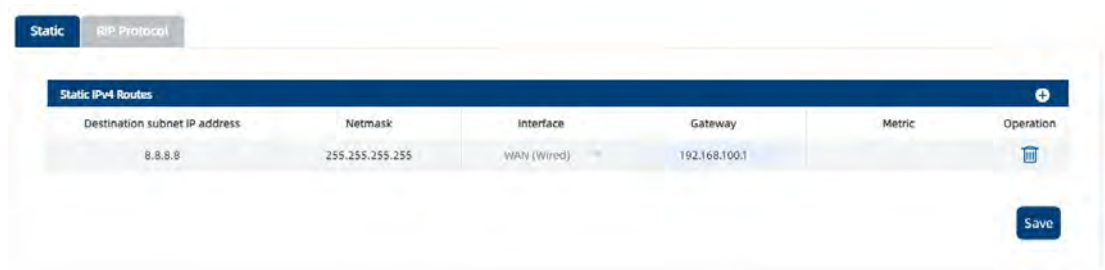 Static RIP Protocol
Static IPv4 Routes
Destination subnet IP address Netmask Interface Gateway Metric Operation
8.8.8.8 255.255.255.255 WAN (Wired) 192.168.100.1
Save